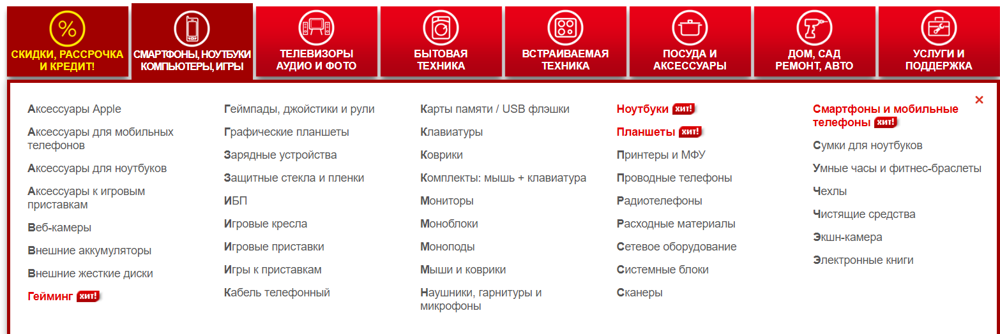 СКИДКИ, РАССРОЧКА
И КРЕДИТ!
СМАРТФОНЫ, НОУТБУКИ
КОМПЬЮТЕРЫ, ИГРЫ
ТЕЛЕВИЗОРЫ
АУДИО И ФОТО
БЫТОВАЯ
ТЕХНИКА
ВСТРАИВАЕМАЯ
ТЕХНИКА
ПОСУДА И
АКСЕССУАРЫ
ДОМ, САД
РЕМОНТ, АВТО
УСЛУГИ И
ПОДДЕРЖКА
Аксессуары Apple
Аксессуары для мобильных
телефонов
Аксессуары для ноутбуков
Аксессуары к игровым
приставкам
Веб-камеры
Внешние аккумуляторы
Внешние жесткие диски
Гейминг ХИТ!
Геймпады, джойстики и рули
Графические планшеты
Зарядные устройства
Защитные стекла и пленки
ИБП
Игровые кресла
Игровые приставки
Игры к приставкам
Кабель телефонный
Карты памяти / USB флэшки
Клавиатуры
Коврики
Комплекты: мышь + клавиатура
Мониторы
Моноблоки
Моноподы
Мыши и коврики
Наушники, гарнитуры и
микрофоны
Ноутбуки ХИТ!
Планшеты ХИТ!
Принтеры и МФУ
Проводные телефоны
Радиотелефоны
Расходные материалы
Сетевое оборудование
Системные блоки
Сканеры
Смартфоны и мобильные
телефоны ХИТ!
Сумки для ноутбуков
Умные часы и фитнес-браслеты
Чехлы
Чистящие средства
Экшн-камера
Электронные книги